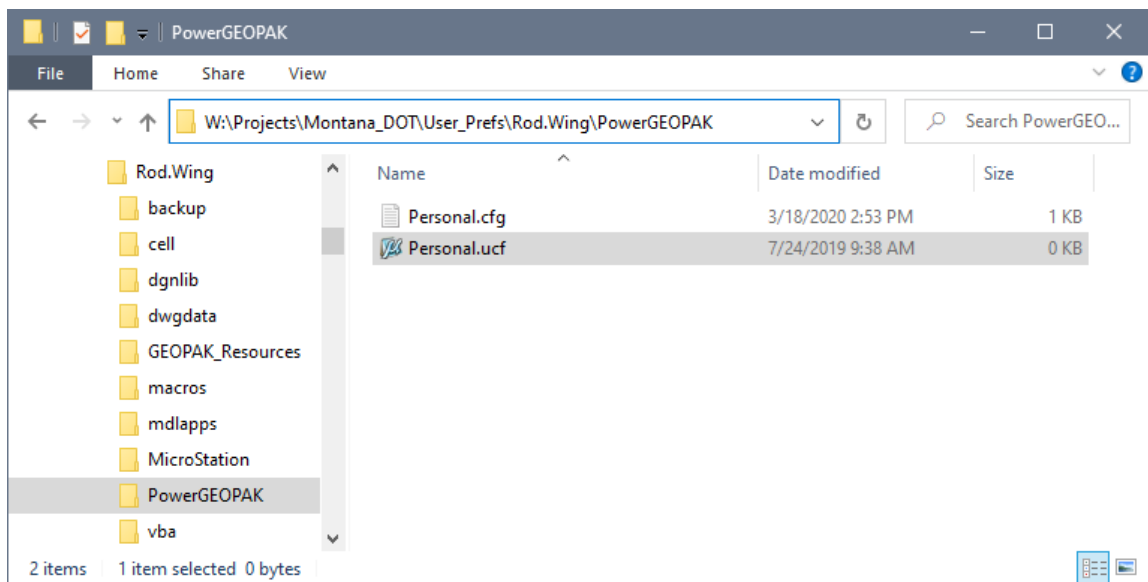 PowerGEOPAK
File Home Share View
W:\Projects\Montana_DOT\User_Prefs\Rod.Wing\PowerGEOPAK Search PowerGEO...
Rod.Wing Name Date modified Size
backup Personal.cfg 3/18/2020 2:53 PM 1 KB
cell Personal.ucf 7/24/2019 9:38 AM 0 KB
dgnlib
dwgdata
GEOPAK_Resources
macros
mdlapps
MicroStation
PowerGEOPAK
vba
2 items 1 item selected 0 bytes